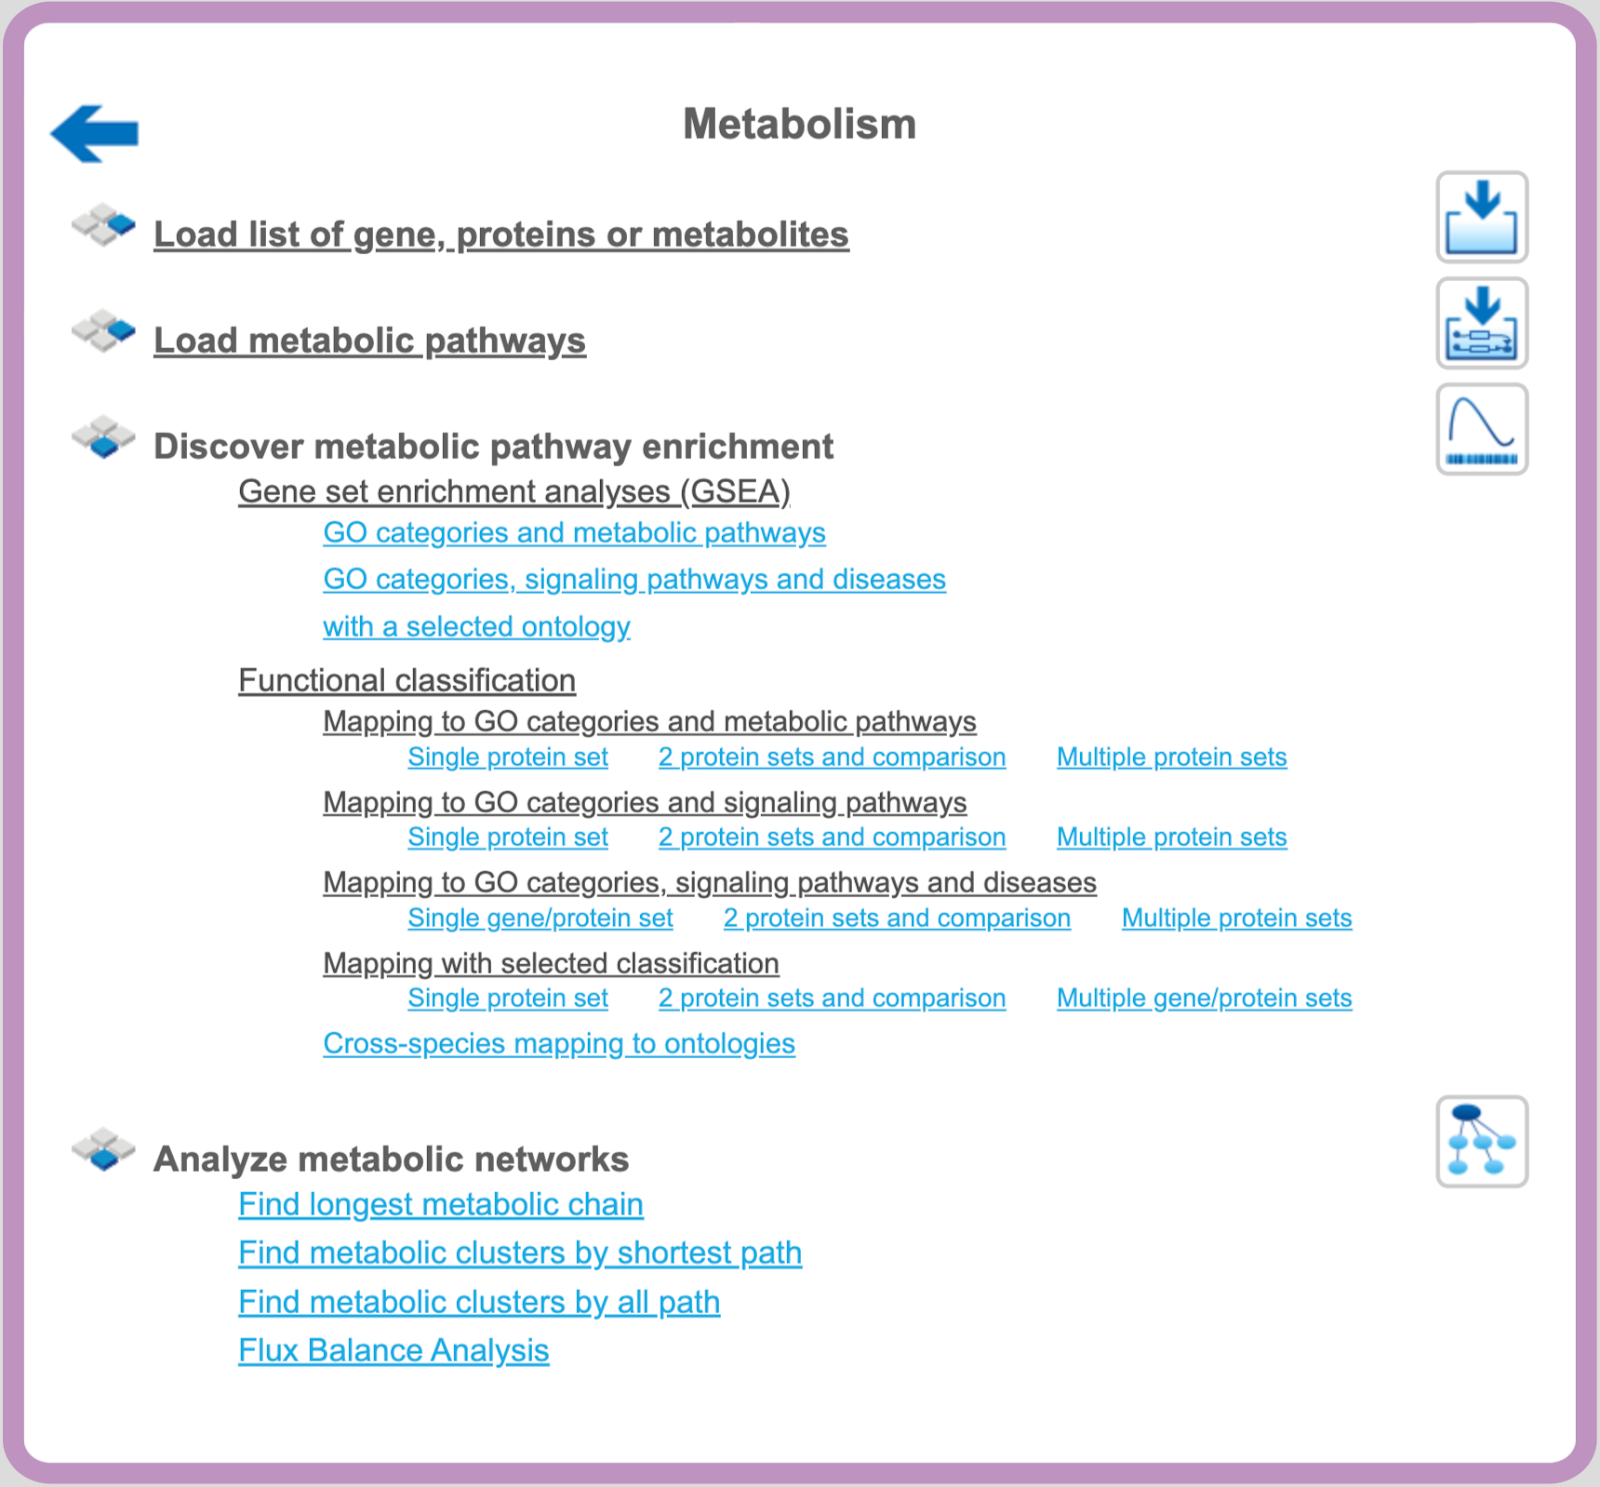 Metabolism
Load list of gene, proteins or metabolites
Load metabolic pathways
Discover metabolic pathway enrichment
Gene set enrichment analyses (GSEA)
GO categories and metabolic pathways
GO categories, signaling pathways and diseases
with a selected ontology
Functional classification
Mapping to GO categories and metabolic pathways
Single protein set 2 protein sets and comparison Multiple protein sets
Mapping to GO categories and signaling pathways
Single protein set 2 protein sets and comparison Multiple protein sets
Mapping to GO categories, signaling pathways and diseases
Single gene/protein set 2 protein sets and comparison Multiple protein sets
Mapping with selected classification
Single protein set 2 protein sets and comparison Multiple gene/protein sets
Cross-species mapping to ontologies
Analyze metabolic networks
Find longest metabolic chain
Find metabolic clusters by shortest path
Find metabolic clusters by all path
Flux Balance Analysis